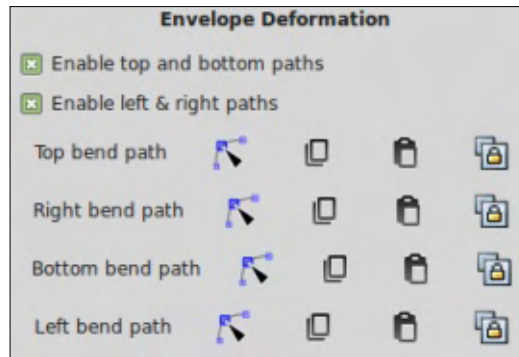 Envelope Deformation
Enable top and bottom paths
Enable left & right paths
Top bend path
Right bend path
Bottom bend path
Left bend path